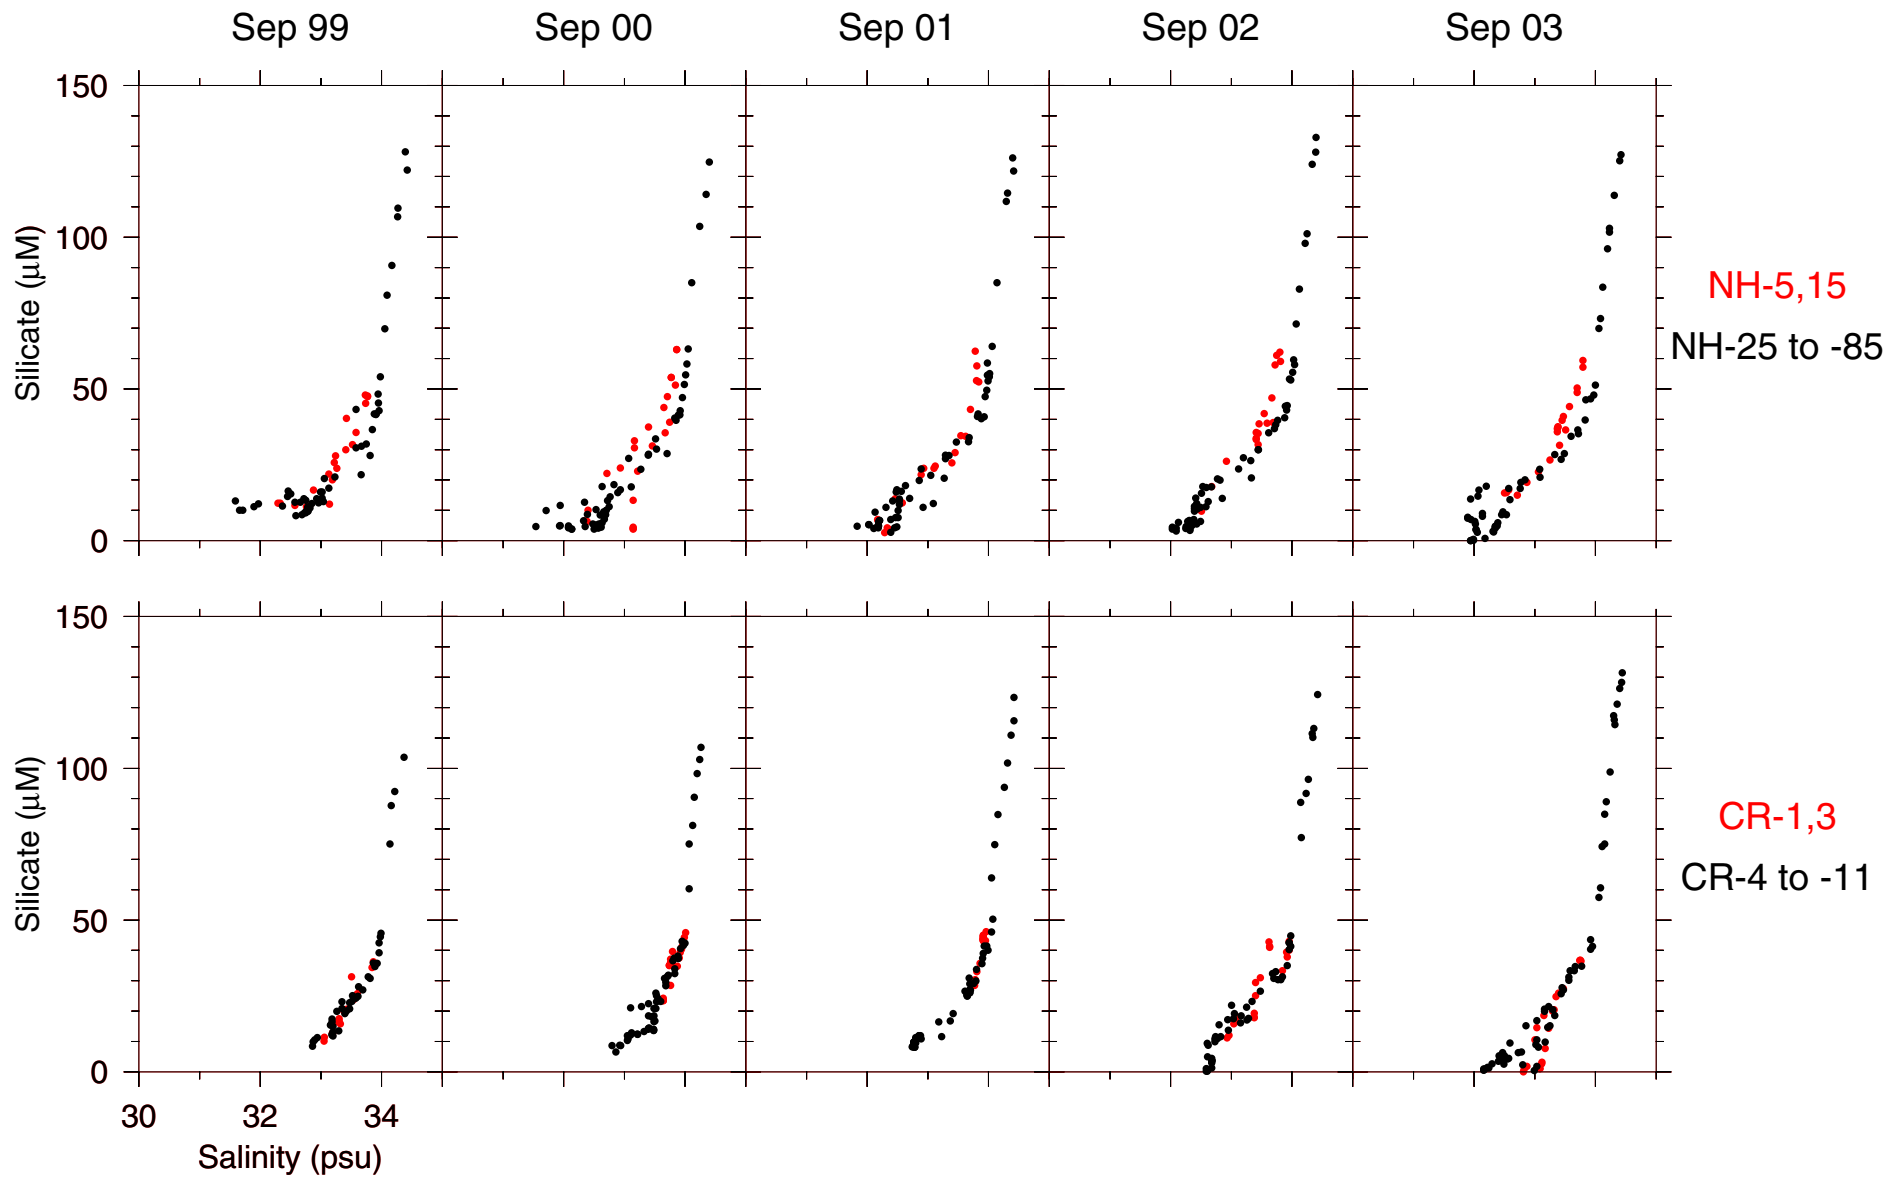 Sep 99 Sep 00 Sep 01 Sep 02 Sep 03
150
100
50
0
Silicate (μM)
NH-5,15
NH-25 to -85
150
100
50
0
Silicate (μM)
CR-1,3
CR-4 to -11
30 32 34
Salinity (psu)